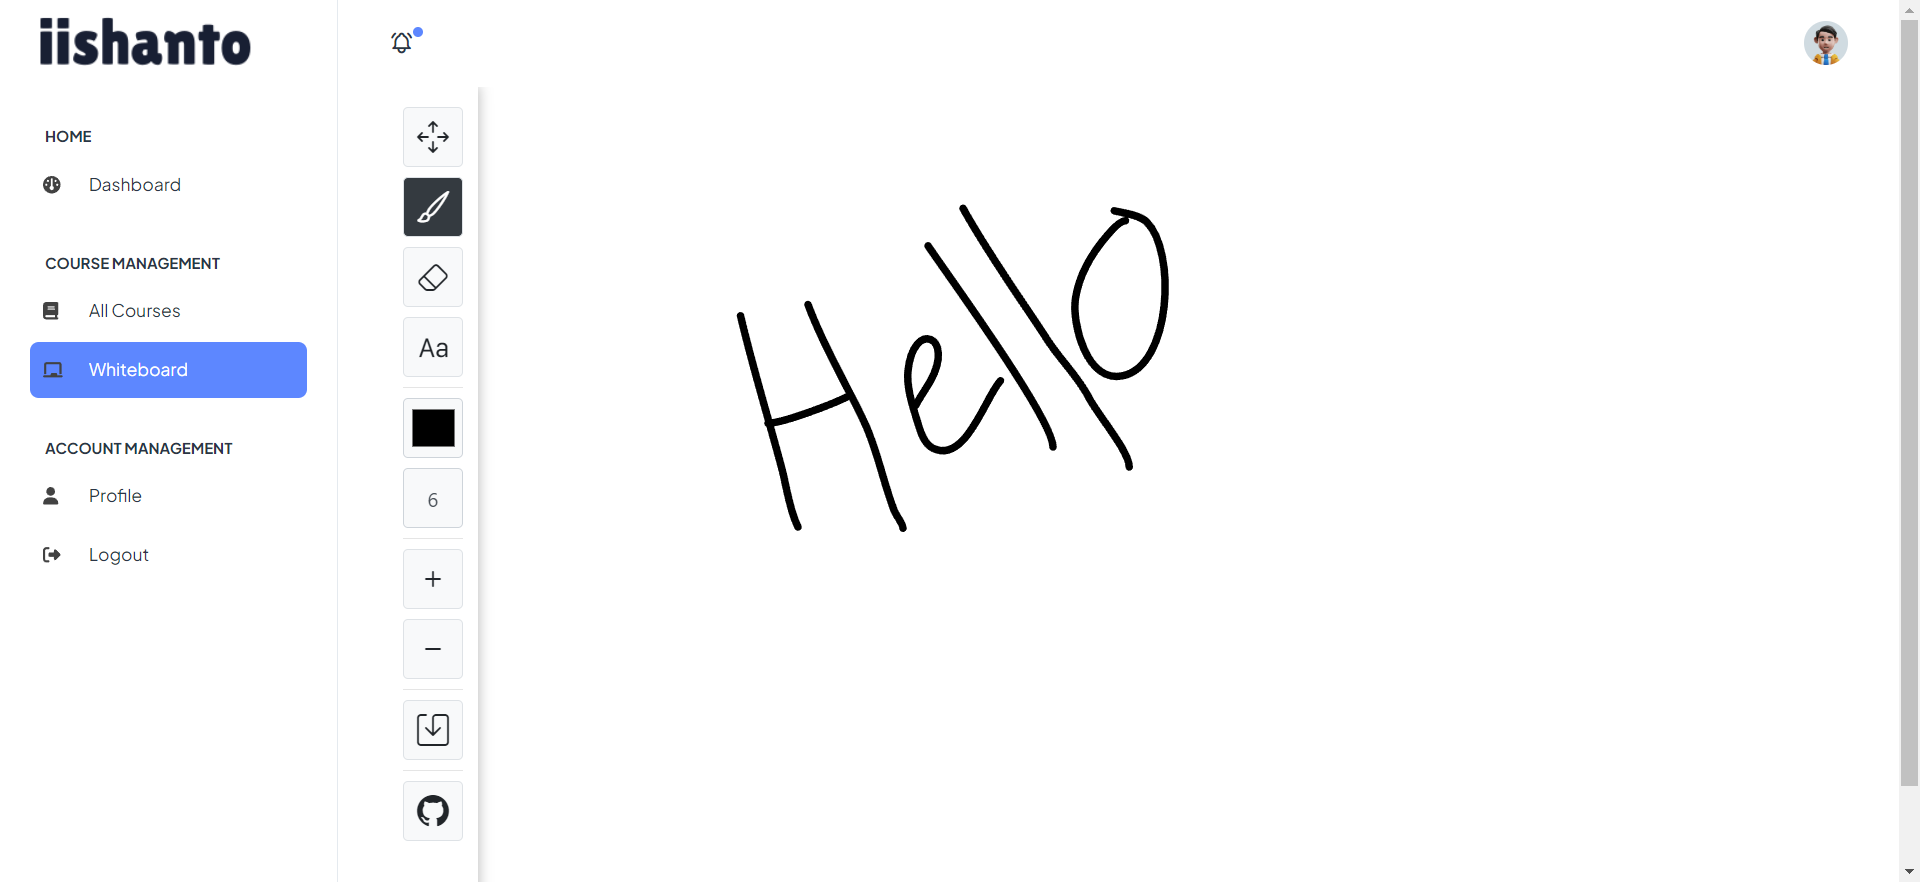 iishanto
HOME
Dashboard
COURSE MANAGEMENT
All Courses
Whiteboard
ACCOUNT MANAGEMENT
Profile
Logout
Aa
6
+
−
Hello